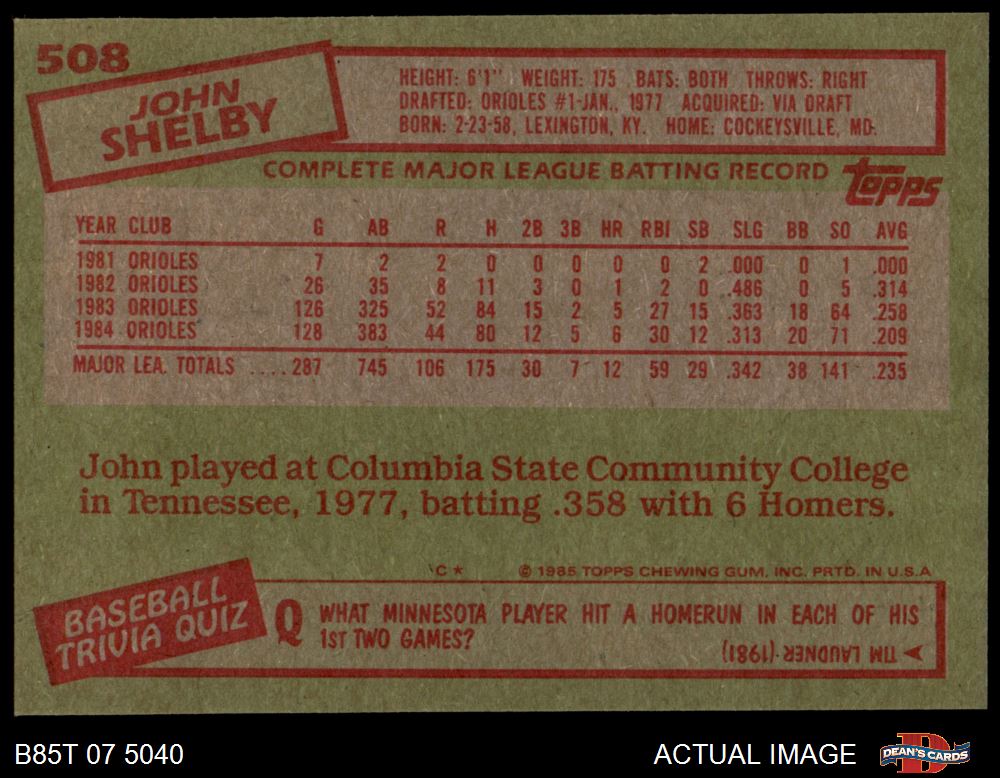 508
JOHN
SHELBY
HEIGHT: 6'1" WEIGHT: 175 BATS: BOTH THROWS: RIGHT
DRAFTED: ORIOLES #1-JAN., 1977 ACQUIRED: VIA DRAFT
BORN: 2-23-58, LEXINGTON, KY. HOME: COCKEYSVILLE, MD.
COMPLETE MAJOR LEAGUE BATTING RECORD
topps
YEAR CLUB G AB R H 2B 3B HR RBI SB SLG BB SO AVG
1981 ORIOLES 7 2 2 0 0 0 0 0 2 .000 0 1 .000
1982 ORIOLES 26 35 8 11 3 0 1 2 0 .486 0 5 .314
1983 ORIOLES 126 325 52 84 15 2 5 27 15 .363 18 64 .258
1984 ORIOLES 128 383 44 80 12 5 6 30 12 .313 20 71 .209
MAJOR LEA. TOTALS .... 287 745 106 175 30 7 12 59 29 .342 38 141 .235
John played at Columbia State Community College
in Tennessee, 1977, batting .358 with 6 Homers.
C* © 1985 TOPPS CHEWING GUM, INC. PRTD. IN U.S.A.
BASEBALL
TRIVIA QUIZ
Q WHAT MINNESOTA PLAYER HIT A HOMERUN IN EACH OF HIS
1ST TWO GAMES?
TIM LAUDNER (1981)
B85T 07 5040
ACTUAL IMAGE
DEAN'S CARDS